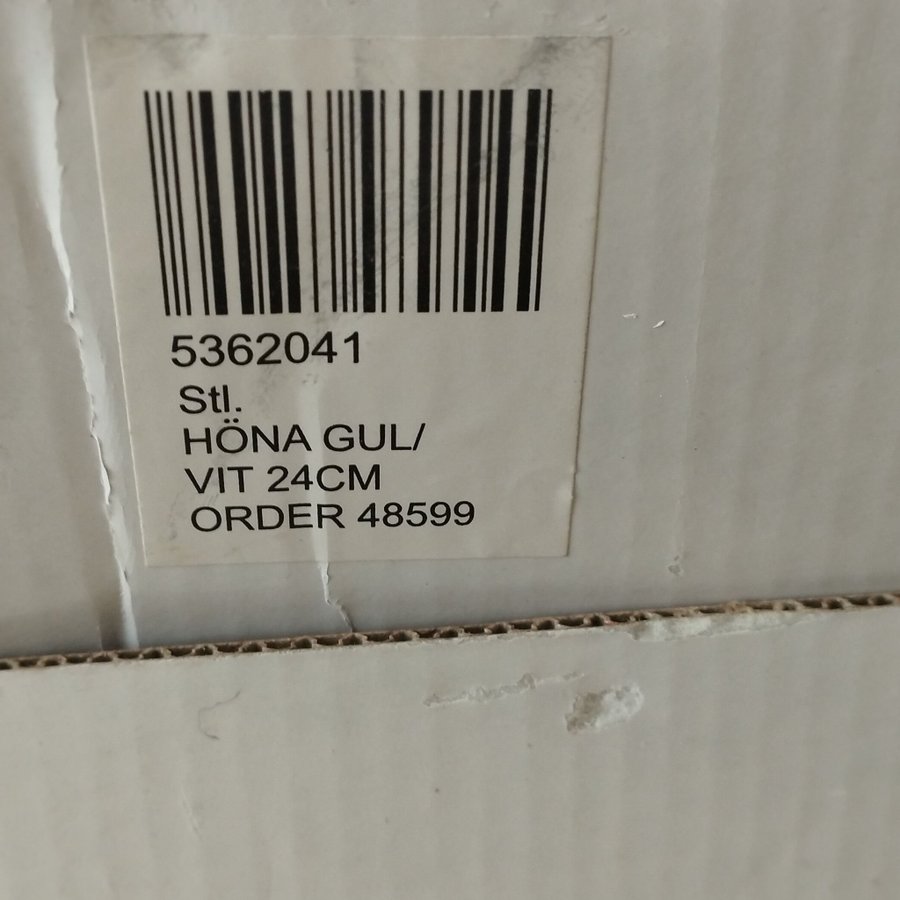 5362041
Stl.
HÖNA GUL/
VIT 24CM
ORDER 48599